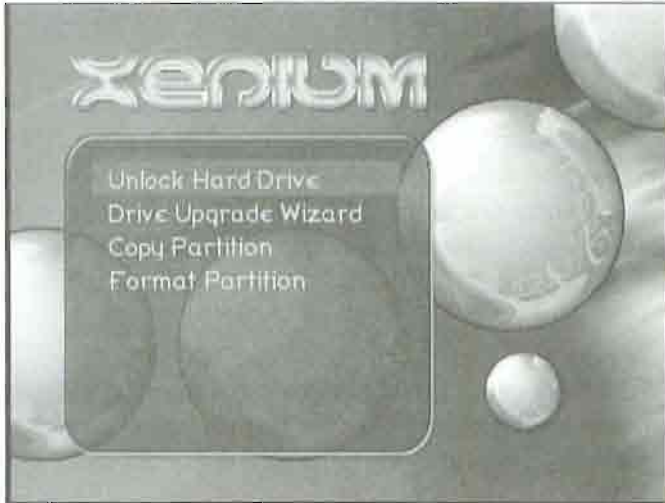 XENIUM
Unlock Hard Drive
Drive Upgrade Wizard
Copy Partition
Format Partition